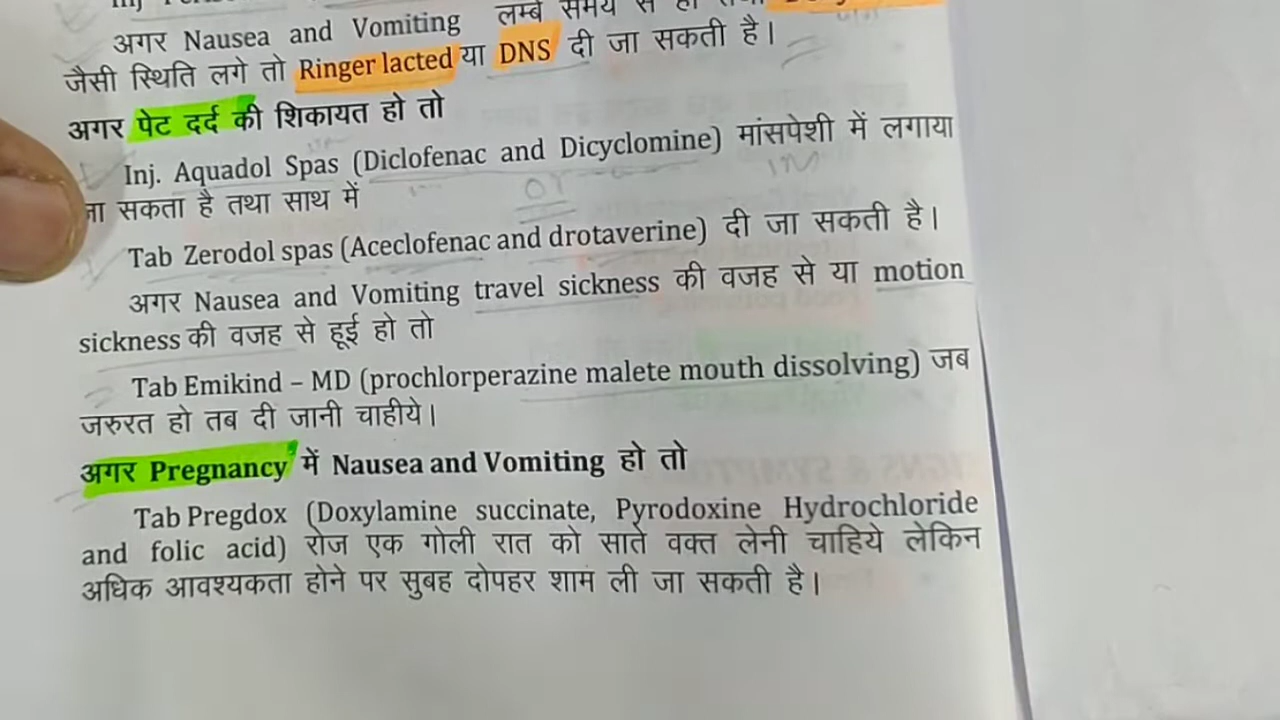 अगर Nausea and Vomiting लम्बे समय से हो
जैसी स्थिति लगे तो Ringer lacted या DNS दी जा सकती है।
अगर पेट दर्द की शिकायत हो तो
Inj. Aquadol Spas (Diclofenac and Dicyclomine) मांसपेशी में लगाया
जा सकता है तथा साथ में
or
IM
Tab Zerodol spas (Aceclofenac and drotaverine) दी जा सकती है।
अगर Nausea and Vomiting travel sickness की वजह से या motion
sickness की वजह से हूई हो तो
Tab Emikind – MD (prochlorperazine malete mouth dissolving) जब
जरुरत हो तब दी जानी चाहीये।
अगर Pregnancy में Nausea and Vomiting हो तो
Tab Pregdox (Doxylamine succinate, Pyrodoxine Hydrochloride
and folic acid) रोज एक गोली रात को साते वक्त लेनी चाहिये लेकिन
अधिक आवश्यकता होने पर सुबह दोपहर शाम ली जा सकती है।